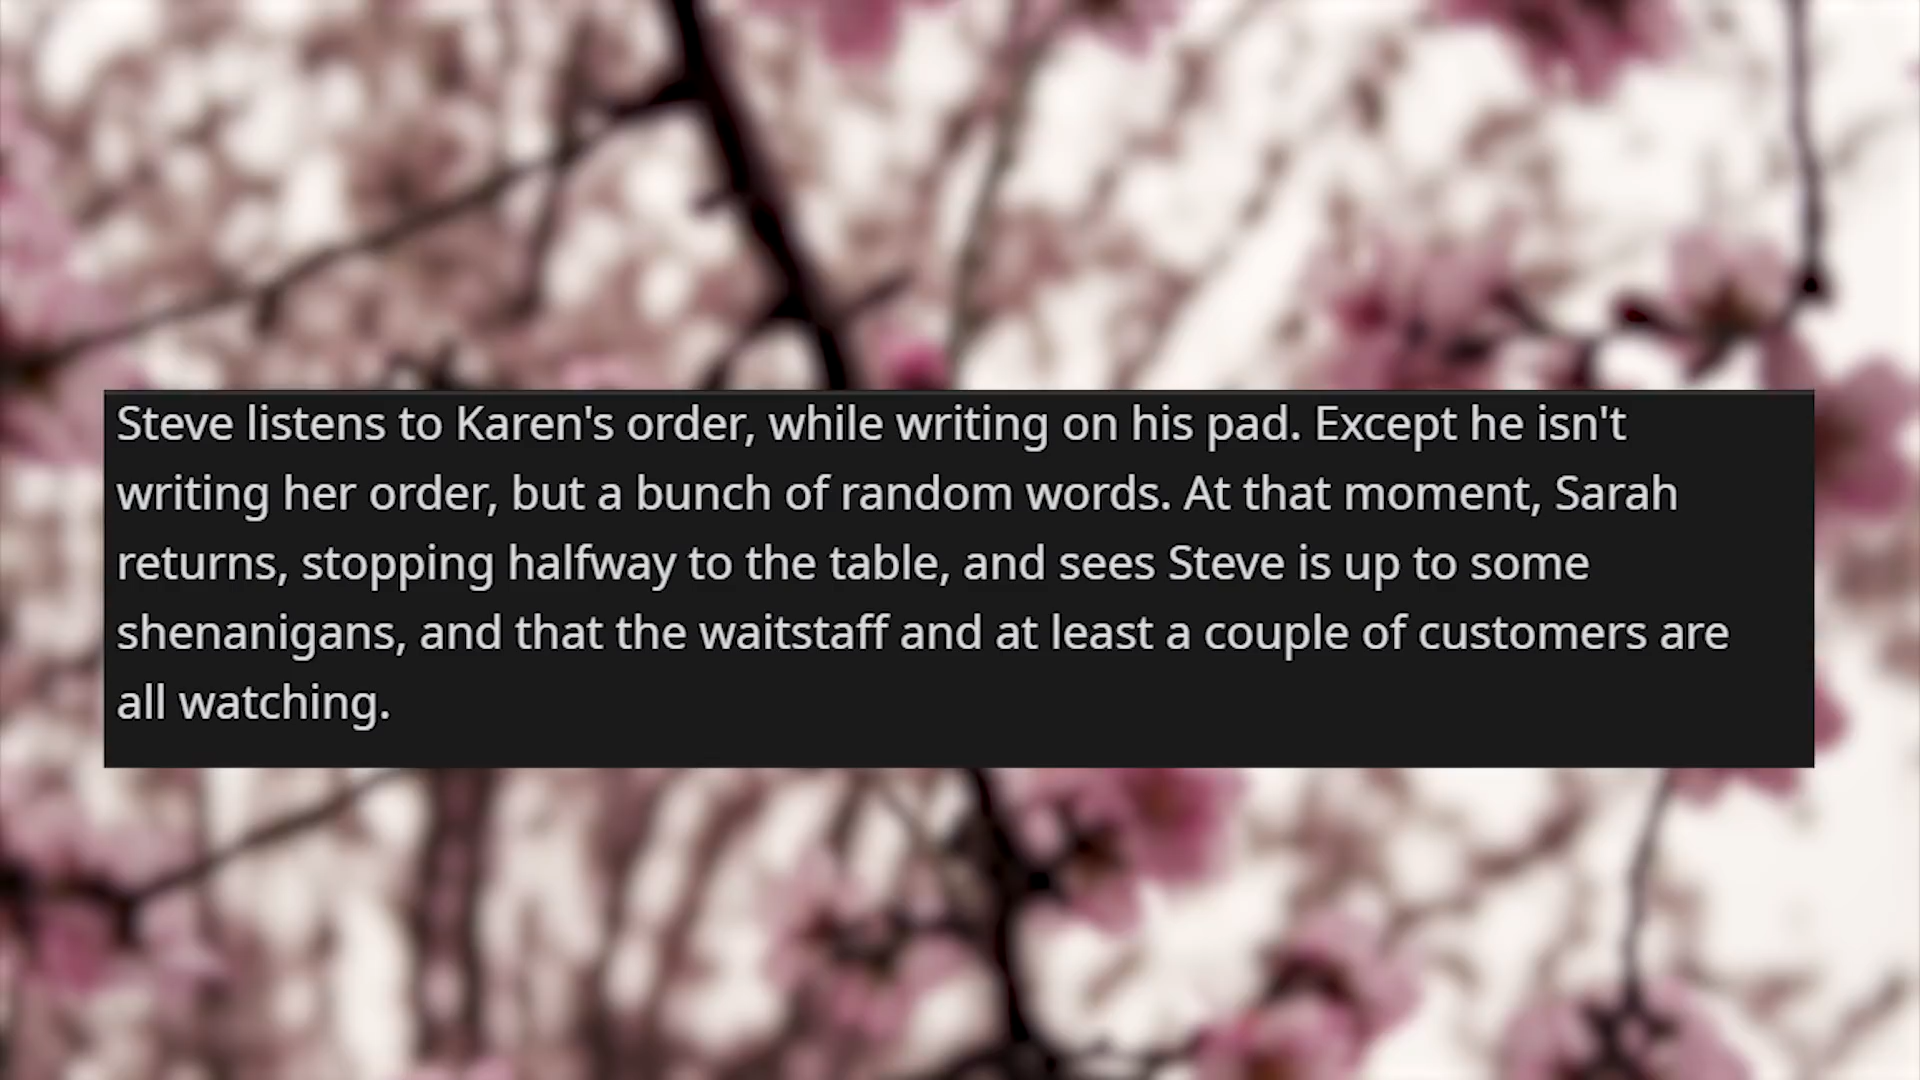 Steve listens to Karen's order, while writing on his pad. Except he isn't
writing her order, but a bunch of random words. At that moment, Sarah
returns, stopping halfway to the table, and sees Steve is up to some
shenanigans, and that the waitstaff and at least a couple of customers are
all watching.